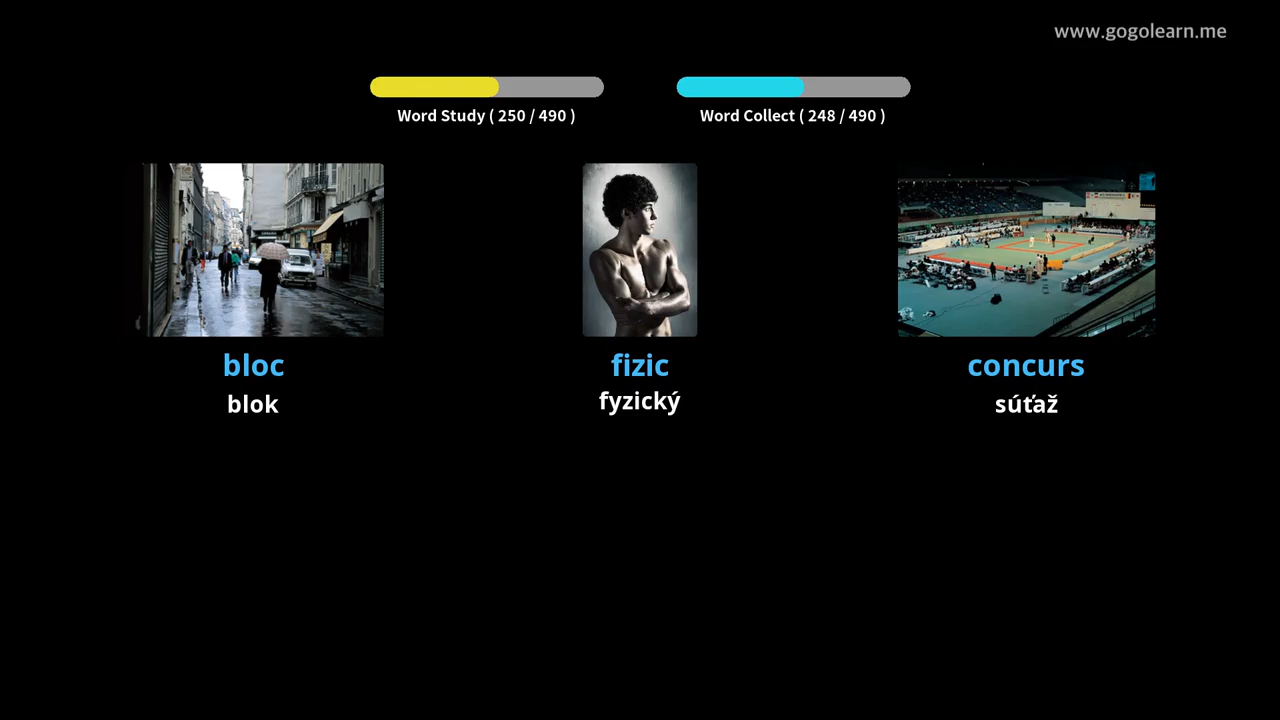 www.gogolearn.me
Word Study ( 250 / 490 )
Word Collect ( 248 / 490 )
bloc
blok
fizic
fyzický
concurs
súťaž